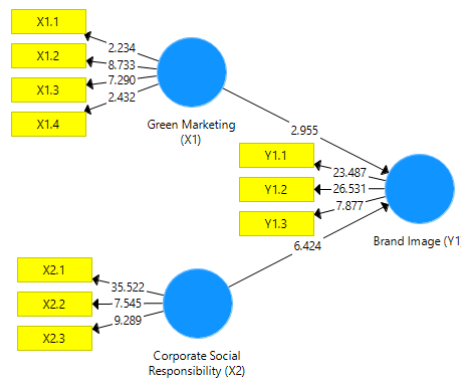 X1.1
X1.2
X1.3
X1.4
2.234
8.733
7.290
2.432
Green Marketing
(X1)
2.955
Y1.1
Y1.2
Y1.3
23.487
26.531
7.877
Brand Image (Y1
6.424
X2.1
X2.2
X2.3
35.522
7.545
9.289
Corporate Social
Responsibility (X2)